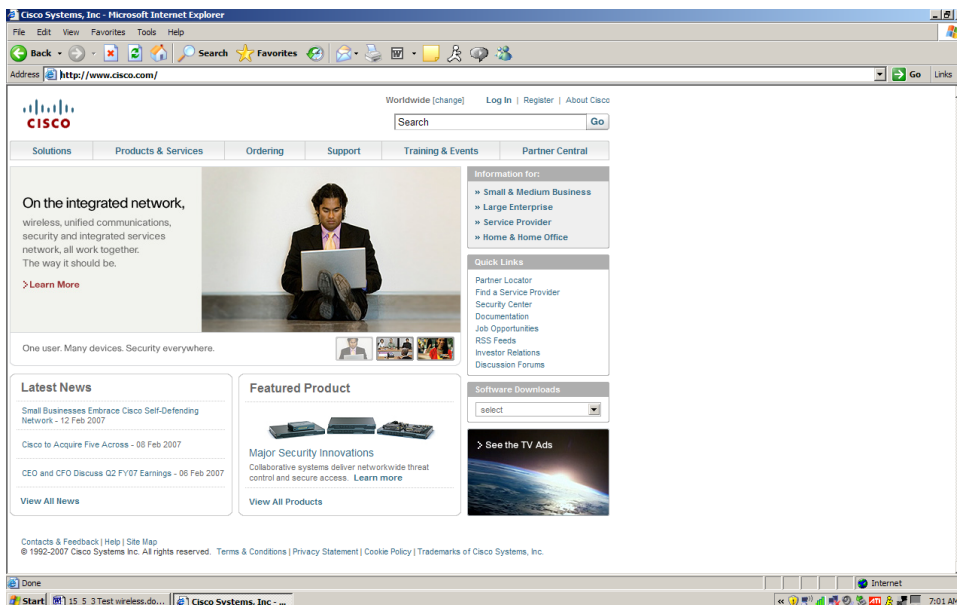 Cisco Systems, Inc - Microsoft Internet Explorer
File Edit View Favorites Tools Help
Back Search Favorites
Address http://www.cisco.com/ Go Links
Worldwide [change] Log In | Register | About Cisco
CISCO
Search Go
Solutions Products & Services Ordering Support Training & Events Partner Central
On the integrated network,
wireless, unified communications,
security and integrated services
network, all work together.
The way it should be.
Learn More
One user. Many devices. Security everywhere.
Information for:
» Small & Medium Business
» Large Enterprise
» Service Provider
» Home & Home Office
Quick Links
Partner Locator
Find a Service Provider
Security Center
Documentation
Job Opportunities
RSS Feeds
Investor Relations
Discussion Forums
Latest News
Small Businesses Embrace Cisco Self-Defending
Network - 12 Feb 2007
Cisco to Acquire Five Across - 08 Feb 2007
CEO and CFO Discuss Q2 FY07 Earnings - 06 Feb 2007
View All News
Featured Product
Major Security Innovations
Collaborative systems deliver networkwide threat
control and secure access. Learn more
View All Products
Software Downloads
select
See the TV Ads
Contacts & Feedback | Help | Site Map
© 1992-2007 Cisco Systems Inc. All rights reserved. Terms & Conditions | Privacy Statement | Cookie Policy | Trademarks of Cisco Systems, Inc.
Done Internet
Start 15 5 3 Test wireless.do... Cisco Systems, Inc - ... 7:01 AM